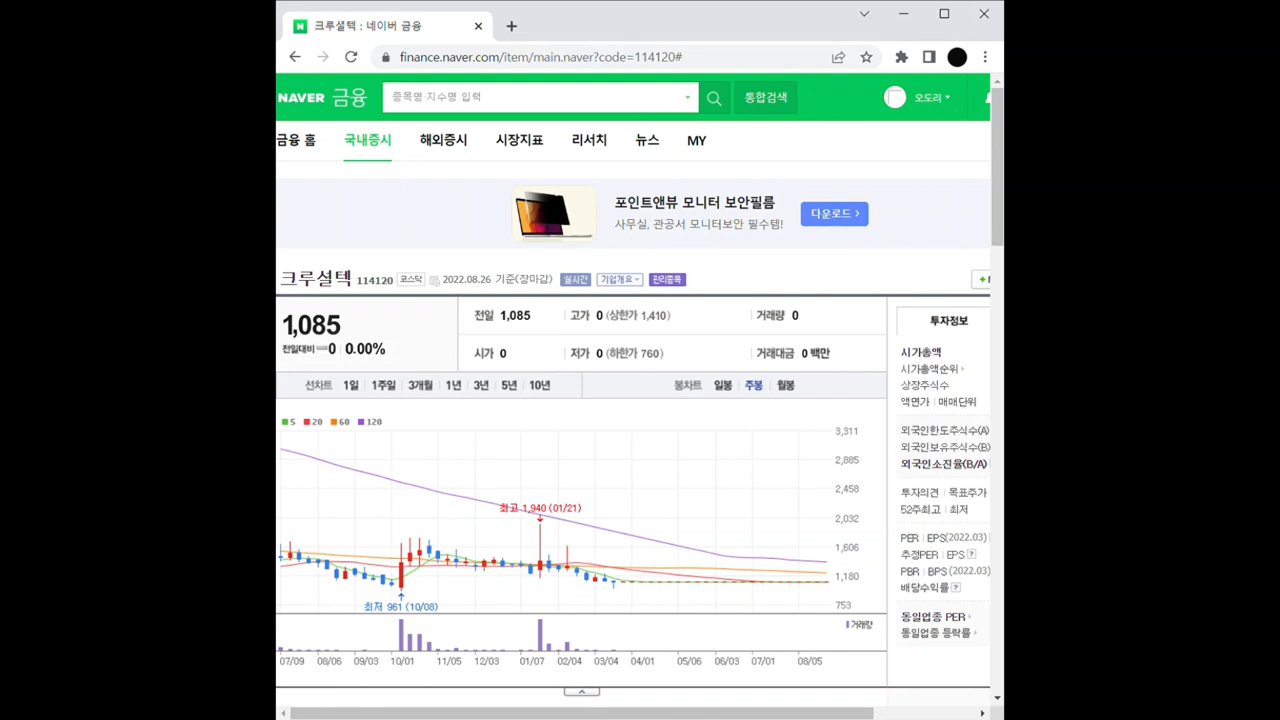 크루셜텍 : 네이버 금융
finance.naver.com/item/main.naver?code=114120#
NAVER 금융
종목명·지수명 입력
통합검색
오도리
금융 홈 국내증시 해외증시 시장지표 리서치 뉴스 MY
포인트앤뷰 모니터 보안필름
사무실, 관공서 모니터보안 필수템!
다운로드
크루셜텍 114120 코스닥 2022.08.26 기준(장마감) 실시간 기업개요 관리종목
1,085
전일대비 0 0.00%
전일 1,085 고가 0 (상한가 1,410) 거래량 0
시가 0 저가 0 (하한가 760) 거래대금 0 백만
선차트 1일 1주일 3개월 1년 3년 5년 10년 봉차트 일봉 주봉 월봉
5 20 60 120
3,311
2,885
2,458
2,032
1,606
1,180
753
최고 1,940 (01/21)
최저 961 (10/08)
거래량
07/09 08/06 09/03 10/01 11/05 12/03 01/07 02/04 03/04 04/01 05/06 06/03 07/01 08/05
투자정보
시가총액
시가총액순위
상장주식수
액면가 매매단위
외국인한도주식수(A)
외국인보유주식수(B)
외국인소진율(B/A)
투자의견 목표주가
52주최고 최저
PER EPS(2022.03)
추정PER EPS ?
PBR BPS (2022.03)
배당수익률 ?
동일업종 PER
동일업종 등락률